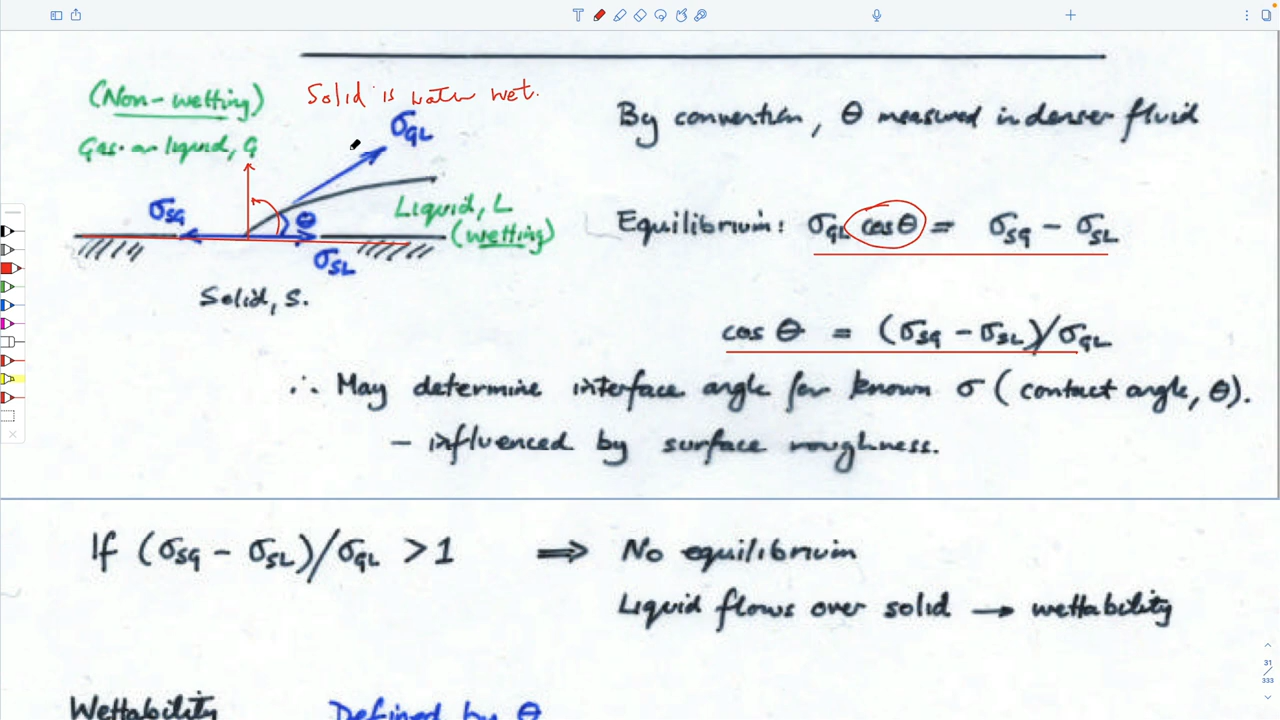 (Non-wetting)
Gas or liquid, G
Solid is water wet.
σGL
σSG
θ
Liquid, L
(wetting)
σSL
Solid, S.
By convention, θ measured in denser fluid
Equilibrium: σGL cosθ = σSG - σSL
cos θ = (σSG - σSL)/σGL
∴ May determine interface angle for known σ (contact angle, θ).
- influenced by surface roughness.
If (σSG - σSL)/σGL > 1 ⟹ No equilibrium
Liquid flows over solid → wettability
Wettability Defined by θ
31
/
333